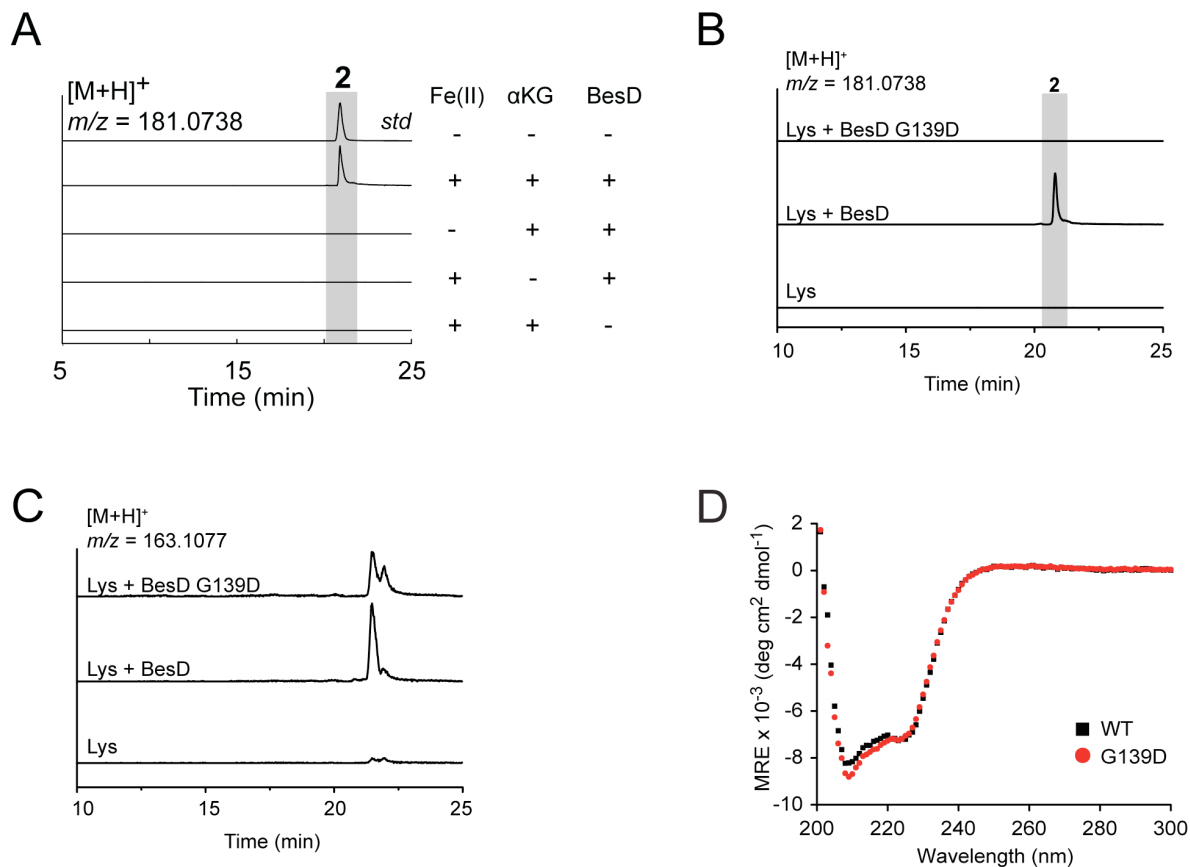 A
[M+H]+
m/z = 181.0738
2
std
Fe(II) αKG BesD
- - -
+ + +
- + +
+ - +
+ + -
5 15 25
Time (min)
B
[M+H]+
m/z = 181.0738
2
Lys + BesD G139D
Lys + BesD
Lys
10 15 20 25
Time (min)
C
[M+H]+
m/z = 163.1077
Lys + BesD G139D
Lys + BesD
Lys
10 15 20 25
Time (min)
D
MRE x 10-3 (deg cm2 dmol-1)
2
0
-2
-4
-6
-8
-10
WT
G139D
200 220 240 260 280 300
Wavelength (nm)